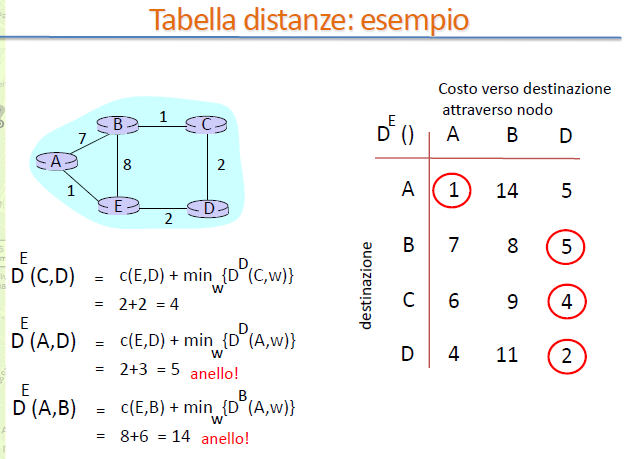 Tabella distanze: esempio
B 1 C
7
A 8 2
1
E 2 D
D^E (C,D) = c(E,D) + min_w {D^D (C,w)}
= 2+2 = 4
D^E (A,D) = c(E,D) + min_w {D^D (A,w)}
= 2+3 = 5 anello!
D^E (A,B) = c(E,B) + min_w {D^B (A,w)}
= 8+6 = 14 anello!
Costo verso destinazione
attraverso nodo
D^E () A B D
A 1 14 5
B 7 8 5
C 6 9 4
D 4 11 2
destinazione